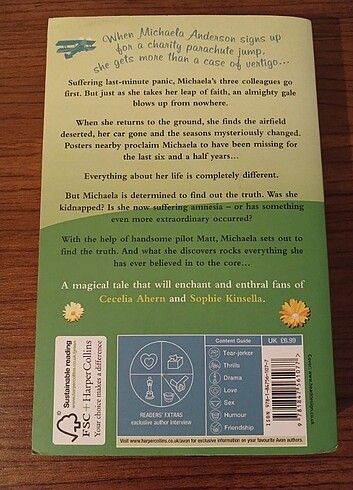 When Michaela Anderson signs up
for a charity parachute jump,
she gets more than a case of vertigo...
Suffering last-minute panic, Michaela's three colleagues go
first. But just as she takes her leap of faith, an almighty gale
blows up from nowhere.
When she returns to the ground, she finds the airfield
deserted, her car gone and the seasons mysteriously changed.
Posters nearby proclaim Michaela to have been missing for
the last six and a half years...
Everything about her life is completely different.
But Michaela is determined to find out the truth. Was she
kidnapped? Is she now suffering amnesia – or has something
even more extraordinary occurred?
With the help of handsome pilot Matt, Michaela sets out to
find the truth. And what she discovers rocks everything she
has ever believed in to the core...
A magical tale that will enchant and enthral fans of
Cecelia Ahern and Sophie Kinsella.
Sustainable reading
FSC + HarperCollins
Your choice makes a difference
READERS' EXTRAS
exclusive author interview
Content Guide
Tear-jerker
Thrills
Drama
Love
Sex
Humour
Friendship
UK £6.99
Visit www.harpercollins.co.uk/avon for exclusive information on your favourite Avon authors.